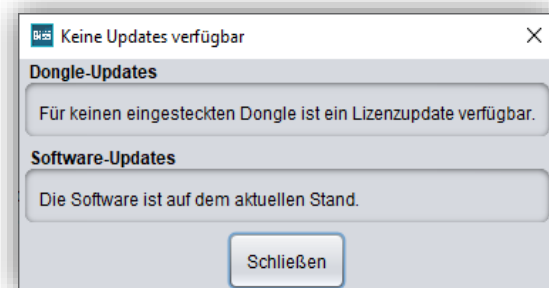 Keine Updates verfügbar
Dongle-Updates
Für keinen eingesteckten Dongle ist ein Lizenzupdate verfügbar.
Software-Updates
Die Software ist auf dem aktuellen Stand.
Schließen